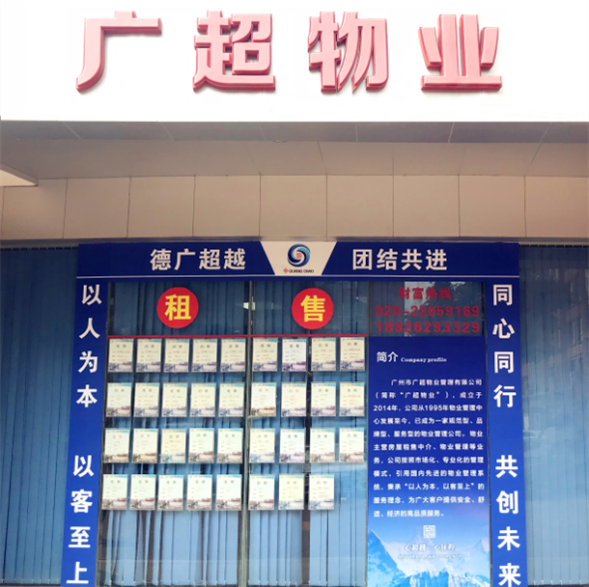 广超物业
德广超越
团结共进
以人为本 以客至上
租
售
财富热线
020-22059169
同心同行 共创未来
简介 Company profile
广州市广超物业管理有限公司
(简称“广超物业”),成立于
2014年,公司从1995年物业管理中
心发展至今,已成为一家规范型、品
牌型、服务型的物业管理公司。物业
主营房屋租售中介、物业管理等业
务,公司按照市场化、专业化的管理
模式,引用国内先进的物业管理系
统,秉承“以人为本,以客至上”的
服务理念,为广大客户提供安全、舒
适、经济的高品质服务。